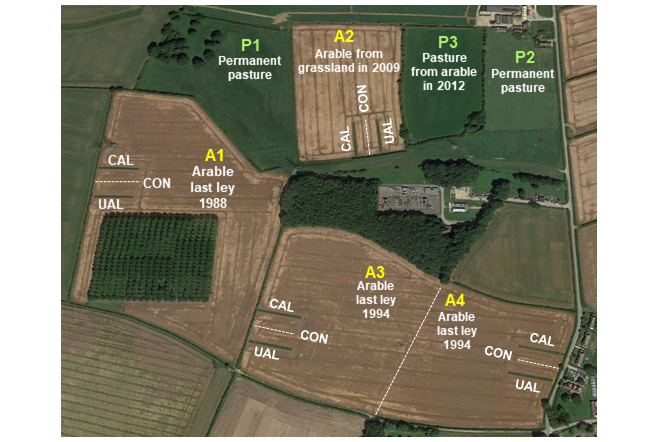 P1
Permanent
pasture
A2
Arable from
grassland in 2009
CAL
CON
UAL
P3
Pasture
from arable
in 2012
P2
Permanent
pasture
A1
Arable
last ley
1988
CAL
CON
UAL
A3
Arable
last ley
1994
CAL
CON
UAL
A4
Arable
last ley
1994
CAL
CON
UAL